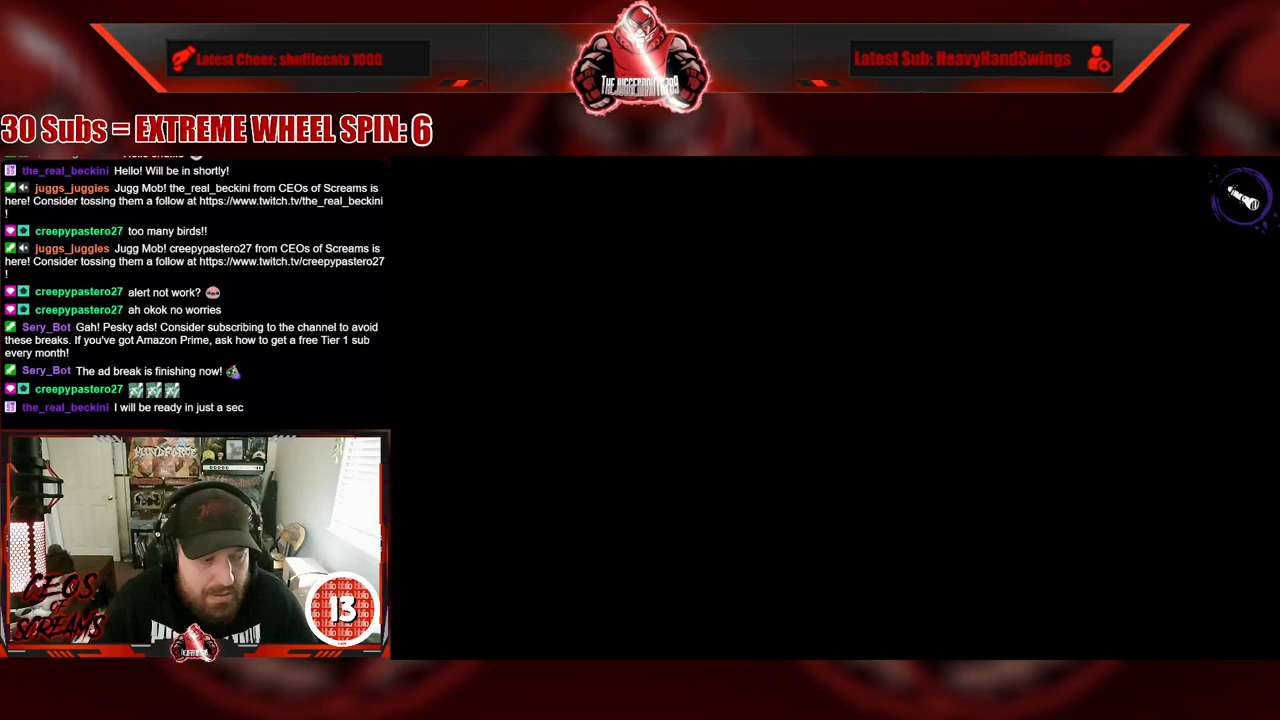 Latest Cheer: shufflecatv 1000
THEJUGGERNAUT0789
Latest Sub: HeavyHandSwings
30 Subs = EXTREME WHEEL SPIN: 6
the_real_beckini Hello! Will be in shortly!
juggs_juggies Jugg Mob! the_real_beckini from CEOs of Screams is
here! Consider tossing them a follow at https://www.twitch.tv/the_real_beckini
!
creepypastero27 too many birds!!
juggs_juggies Jugg Mob! creepypastero27 from CEOs of Screams is
here! Consider tossing them a follow at https://www.twitch.tv/creepypastero27
!
creepypastero27 alert not work?
creepypastero27 ah okok no worries
Sery_Bot Gah! Pesky ads! Consider subscribing to the channel to avoid
these breaks. If you've got Amazon Prime, ask how to get a free Tier 1 sub
every month!
Sery_Bot The ad break is finishing now!
creepypastero27
the_real_beckini I will be ready in just a sec
MINDFORCE
CEOS
OF
SCREAMS
13